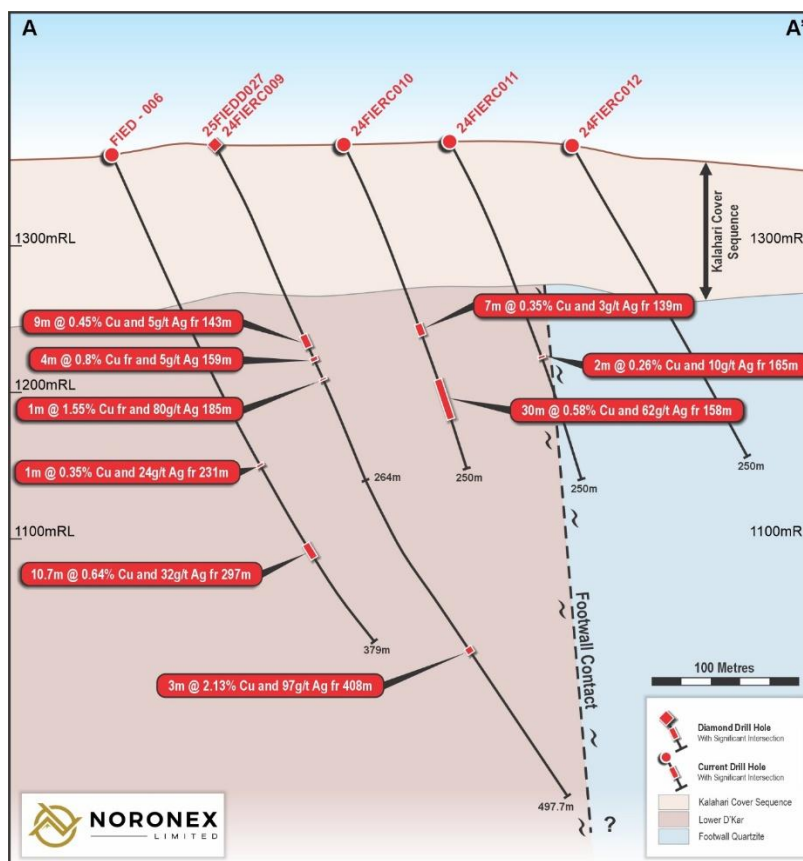 A
A'
FIED - 006
25FIEDD027
24FIERC009
24FIERC010
24FIERC011
24FIERC012
Kalahari Cover
Sequence
1300mRL
1300mRL
9m @ 0.45% Cu and 5g/t Ag fr 143m
7m @ 0.35% Cu and 3g/t Ag fr 139m
4m @ 0.8% Cu fr and 5g/t Ag 159m
2m @ 0.26% Cu and 10g/t Ag fr 165m
1200mRL
1200mRL
1m @ 1.55% Cu fr and 80g/t Ag 185m
30m @ 0.58% Cu and 62g/t Ag fr 158m
1m @ 0.35% Cu and 24g/t Ag fr 231m
264m
250m
250m
250m
1100mRL
1100mRL
10.7m @ 0.64% Cu and 32g/t Ag fr 297m
Footwall Contact
379m
3m @ 2.13% Cu and 97g/t Ag fr 408m
100 Metres
497.7m
?
Diamond Drill Hole
With Significant Intersection
Current Drill Hole
With Significant Intersection
Kalahari Cover Sequence
Lower D'Kar
Footwall Quartzite
NORONEX
LIMITED